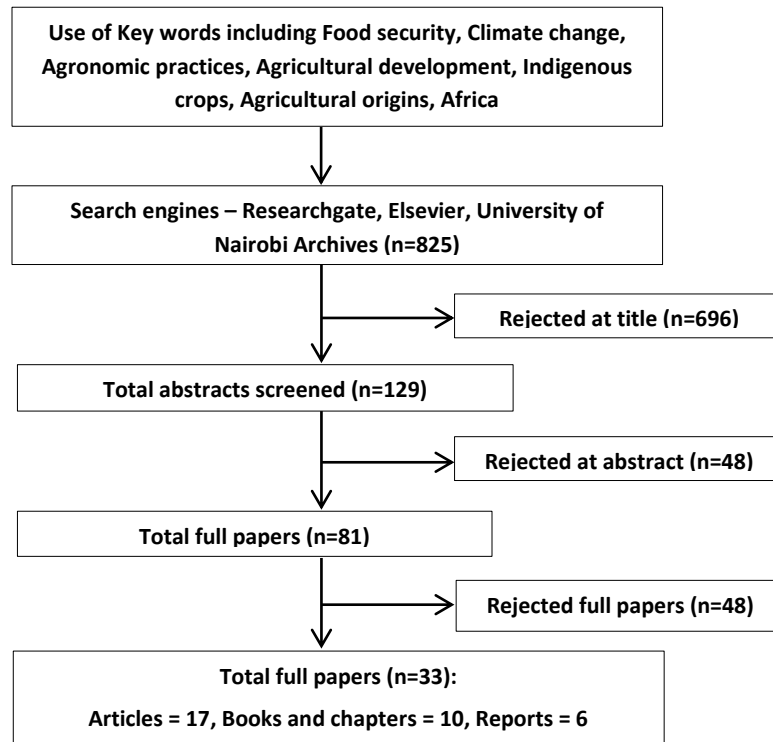 Use of Key words including Food security, Climate change,
Agronomic practices, Agricultural development, Indigenous
crops, Agricultural origins, Africa
Search engines – Researchgate, Elsevier, University of
Nairobi Archives (n=825)
Rejected at title (n=696)
Total abstracts screened (n=129)
Rejected at abstract (n=48)
Total full papers (n=81)
Rejected full papers (n=48)
Total full papers (n=33):
Articles = 17, Books and chapters = 10, Reports = 6